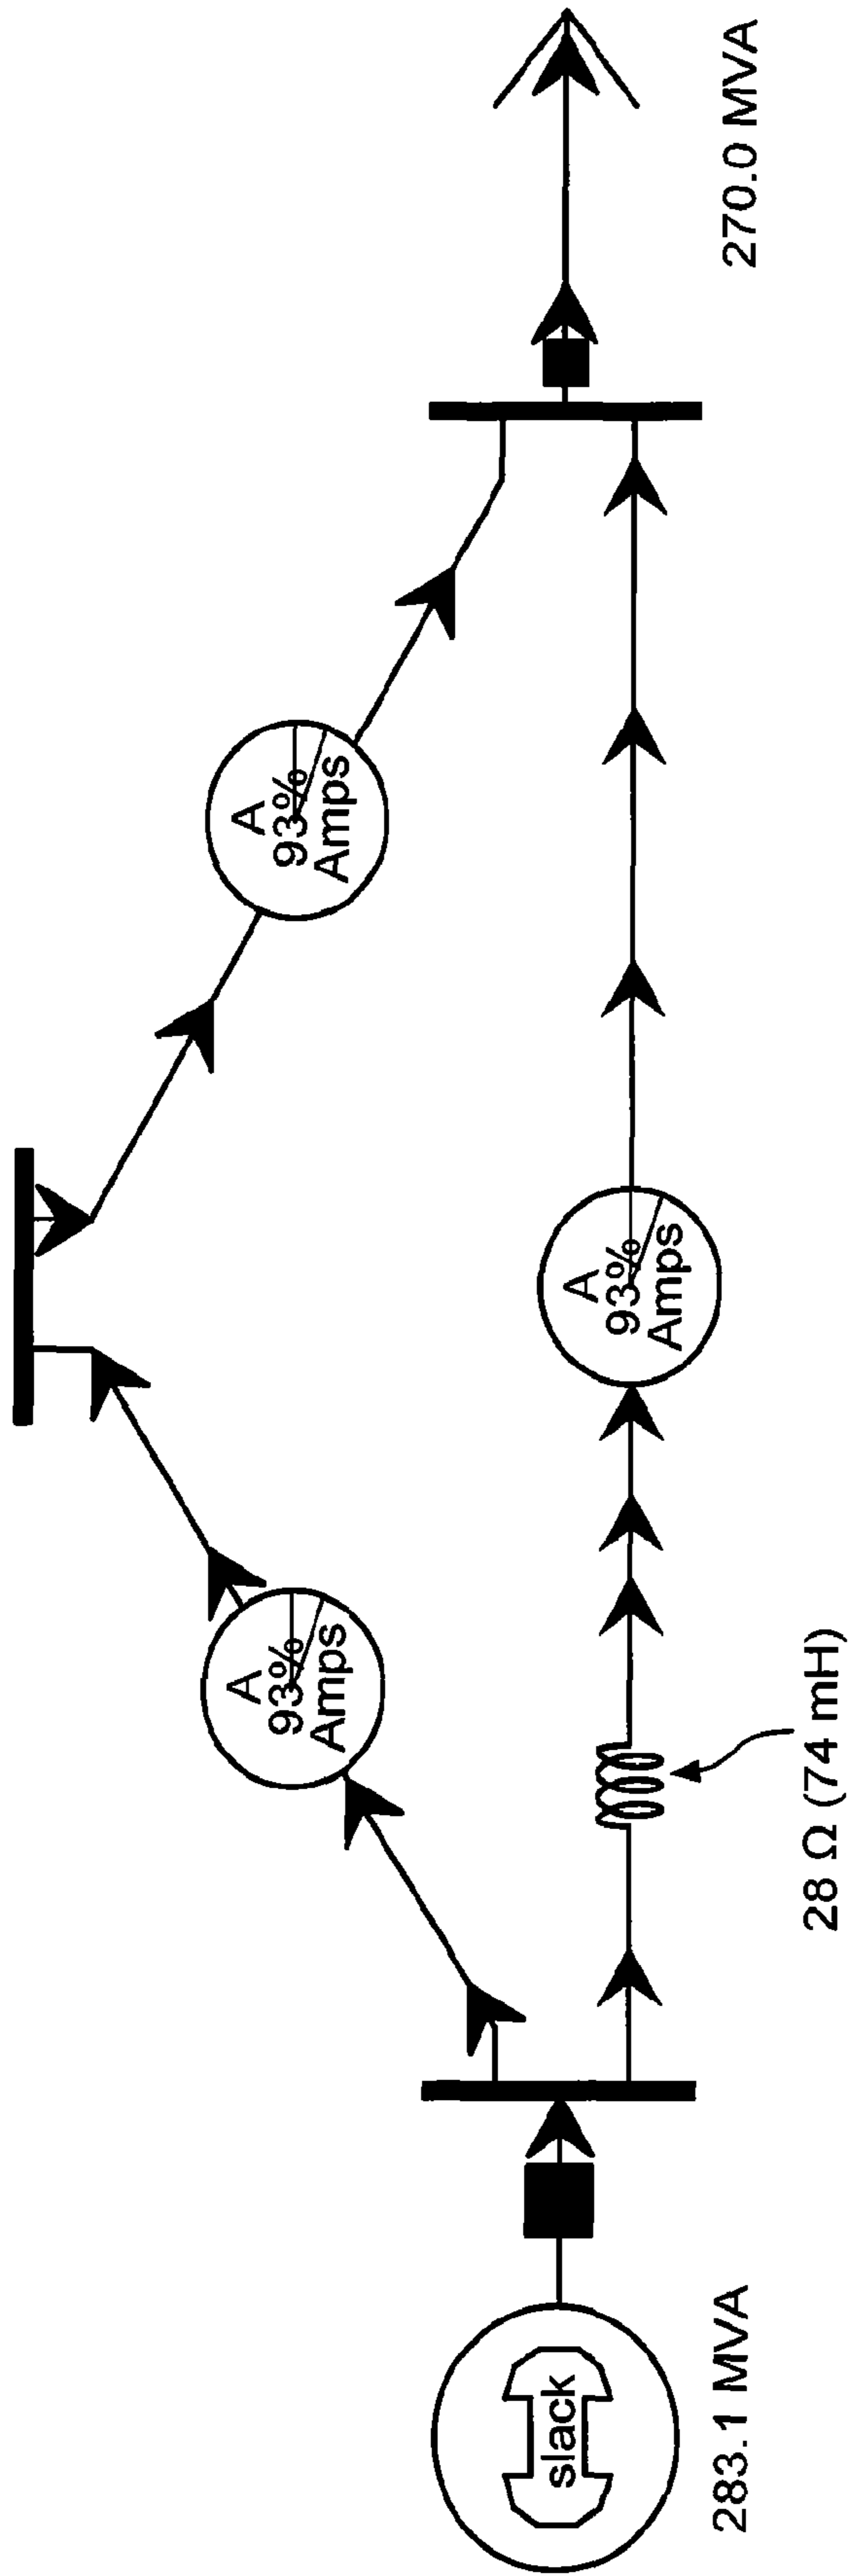 A
93%
Amps
A
93%
Amps
A
93%
Amps
slack
283.1 MVA
28 Ω (74 mH)
270.0 MVA